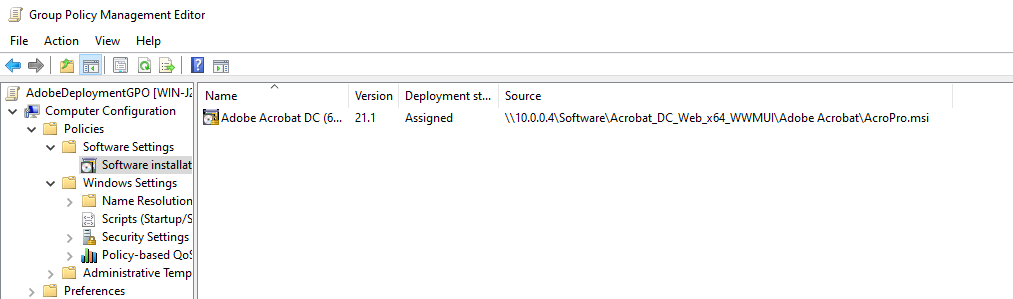 Group Policy Management Editor
File Action View Help
AdobeDeploymentGPO [WIN-J2
Computer Configuration
Policies
Software Settings
Software installat
Windows Settings
Name Resolution
Scripts (Startup/S
Security Settings
Policy-based QoS
Administrative Temp
Preferences
Name Version Deployment st... Source
Adobe Acrobat DC (6... 21.1 Assigned \\10.0.0.4\Software\Acrobat_DC_Web_x64_WWMUI\Adobe Acrobat\AcroPro.msi